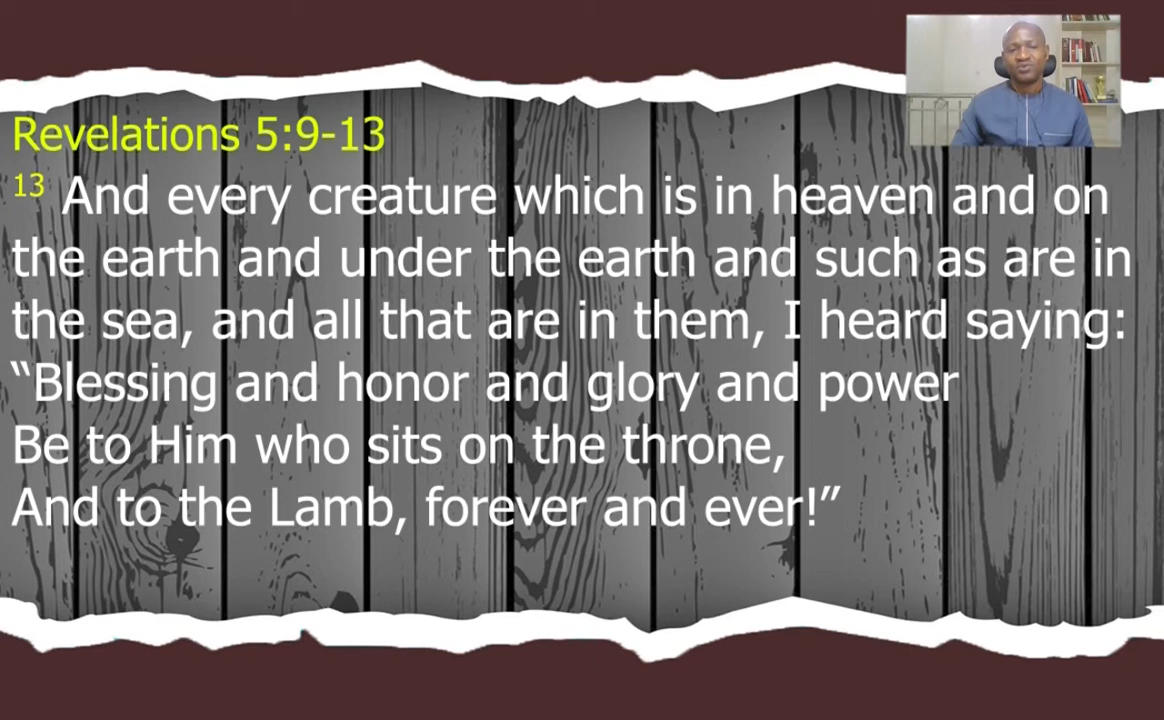 Revelations 5:9-13
13 And every creature which is in heaven and on
the earth and under the earth and such as are in
the sea, and all that are in them, I heard saying:
“Blessing and honor and glory and power
Be to Him who sits on the throne,
And to the Lamb, forever and ever!”